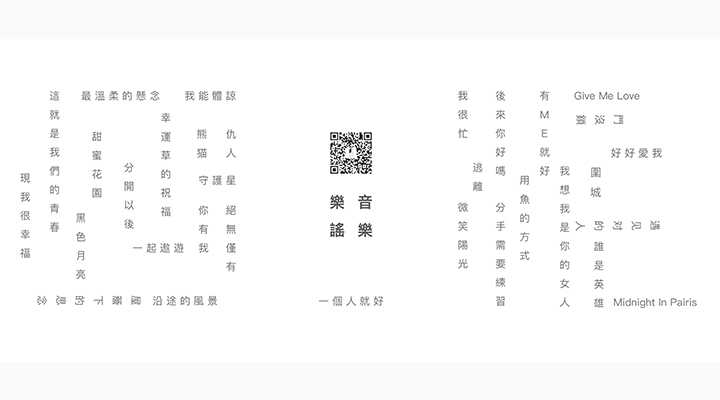 這就是我們的青春
最溫柔的懸念
我能體諒
幸運草的祝福
甜蜜花園
熊猫
仇人
分開以後
現我很幸福
守護星
黑色月亮
你有我
絕無僅有
一起遨遊
沿途的風景
樂音
謠樂
一個人就好
我很忙
後來你好嗎
有ME就好
Give Me Love
好好愛我
逃離
我想我是你的女人
圍城
用魚的方式
微笑陽光
分手需要練習
遇见对的人
誰是英雄
Midnight In Pairis